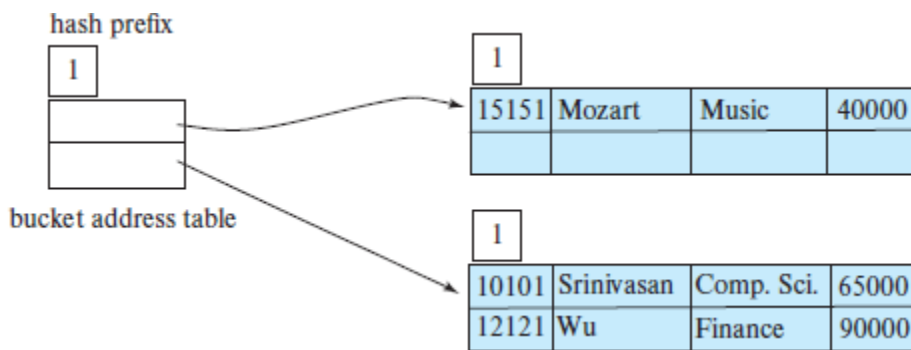 hash prefix
1
bucket address table
1
15151 Mozart Music 40000
1
10101 Srinivasan Comp. Sci. 65000
12121 Wu Finance 90000